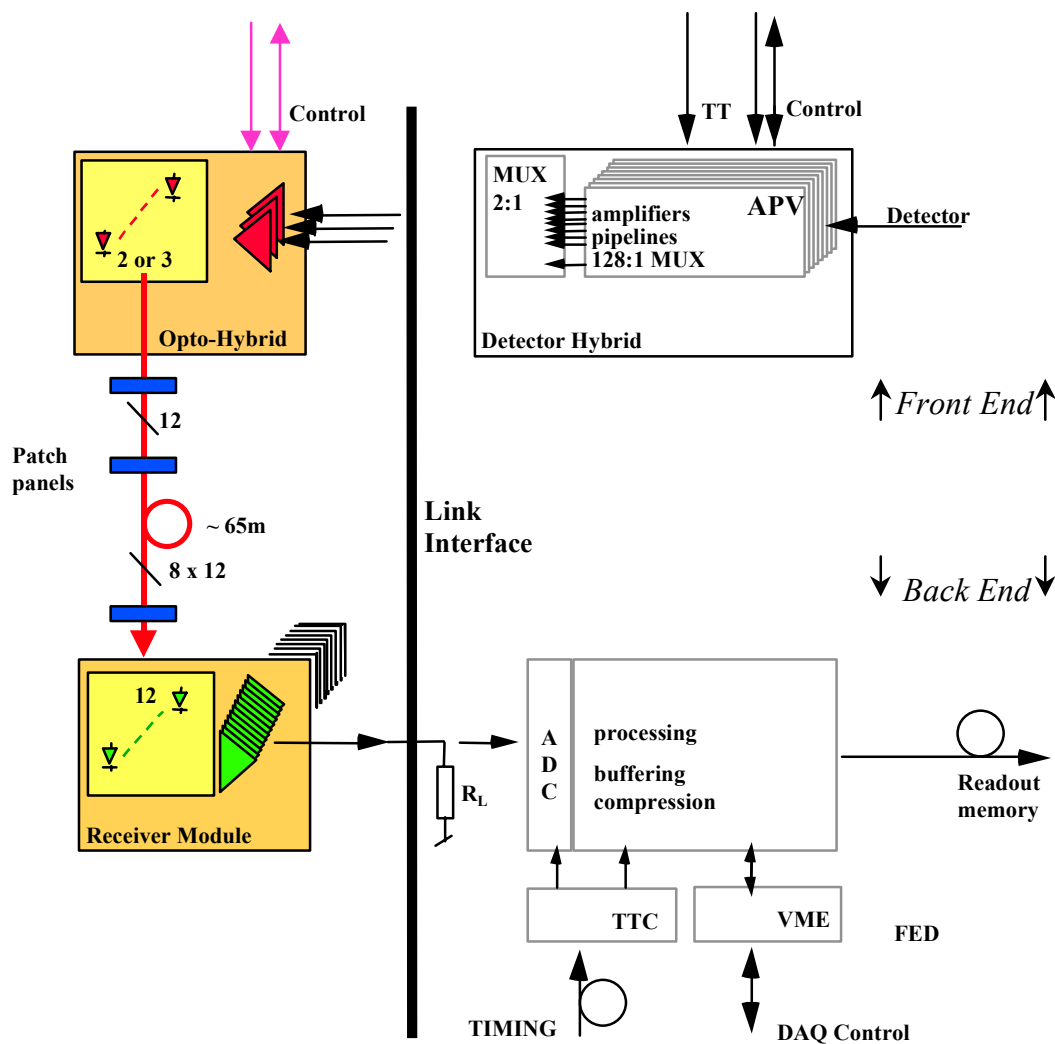 Control
TT
Control
MUX
2:1
APV
amplifiers
pipelines
128:1 MUX
Detector
2 or 3
Opto-Hybrid
Detector Hybrid
Front End
12
Patch
panels
~ 65m
Link
Interface
8 x 12
Back End
12
Receiver Module
R_L
A
D
C
processing
buffering
compression
Readout
memory
TTC
VME
FED
TIMING
DAQ Control